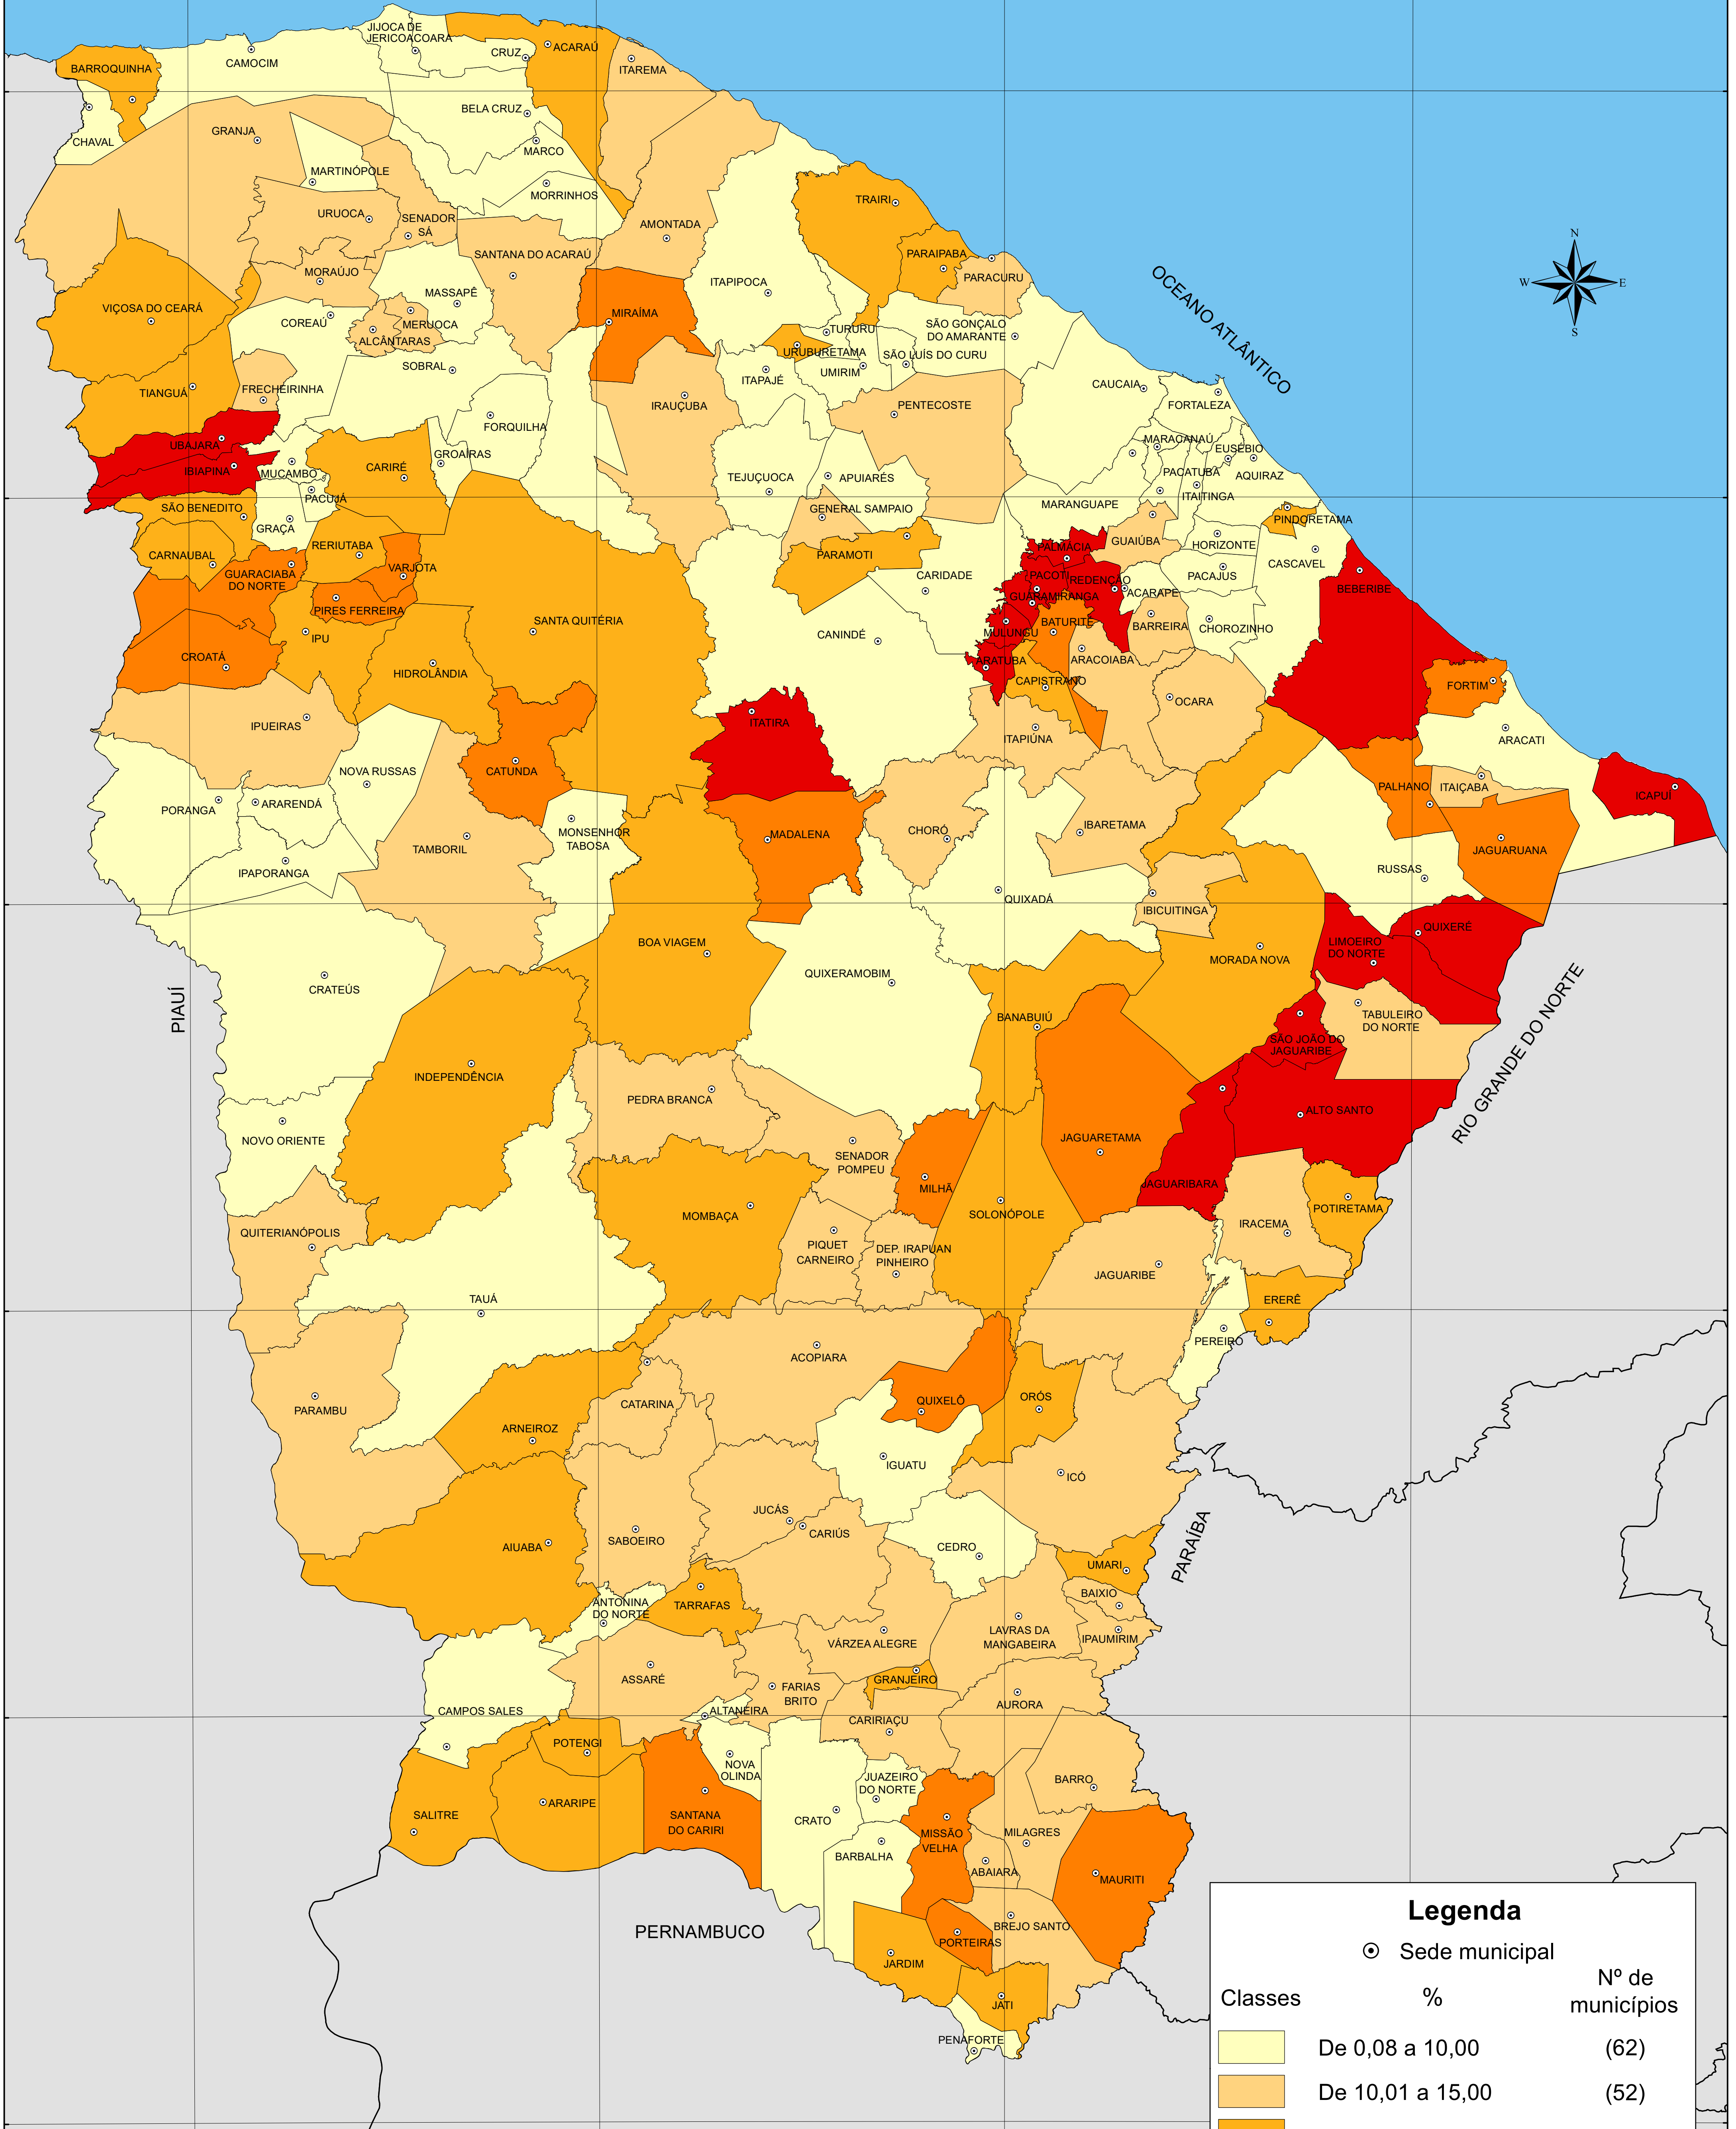 JIJOCA DE
JERICOACOARA
CRUZ
ACARAÚ
ITAREMA
BARROQUINHA
CAMOCIM
BELA CRUZ
CHAVAL
GRANJA
MARCO
MARTINÓPOLE
MORRINHOS
URUOCA
SENADOR
SÁ
AMONTADA
TRAIRI
SANTANA DO ACARAÚ
PARAIPABA
PARACURU
N
W
E
S
MORAÚJO
MASSAPÊ
ITAPIPOCA
OCEANO ATLÂNTICO
VIÇOSA DO CEARÁ
COREAÚ
MERUOCA
MIRAÍMA
ALCÂNTARAS
TURURU
SÃO GONÇALO
DO AMARANTE
URUBURETAMA
SÃO LUÍS DO CURU
SOBRAL
ITAPAJÉ
UMIRIM
TIANGUÁ
FRECHEIRINHA
IRAUÇUBA
PENTECOSTE
CAUCAIA
FORTALEZA
FORQUILHA
UBAJARA
IBIAPINA
MUCAMBO
CARIRÉ
GROAÍRAS
TEJUÇUOCA
APUIARÉS
MARACANAÚ
EUSÉBIO
PACATUBA
AQUIRAZ
ITAITINGA
PACUJÁ
SÃO BENEDITO
GRAÇA
GENERAL SAMPAIO
MARANGUAPE
PINDORETAMA
CARNAUBAL
RERIUTABA
VARJOTA
GUARACIABA
DO NORTE
PIRES FERREIRA
PARAMOTI
CARIDADE
PALMÁCIA
GUAIÚBA
HORIZONTE
CASCAVEL
PACOTI
REDENÇÃO
PACAJUS
GUARAMIRANGA
ACARAPE
BEBERIBE
IPU
SANTA QUITÉRIA
CANINDÉ
MULUNGU
BATURITÉ
BARREIRA
CHOROZINHO
CROATÁ
HIDROLÂNDIA
ARATUBA
ARACOIABA
CAPISTRANO
OCARA
FORTIM
IPUEIRAS
ITATIRA
ITAPIÚNA
ARACATI
NOVA RUSSAS
CATUNDA
PORANGA
ARARENDÁ
PALHANO
ITAIÇABA
ICAPUÍ
MONSENHOR
TABOSA
MADALENA
CHORÓ
IBARETAMA
TAMBORIL
JAGUARUANA
IPAPORANGA
RUSSAS
QUIXADÁ
IBICUITINGA
QUIXERÉ
BOA VIAGEM
LIMOEIRO
DO NORTE
MORADA NOVA
CRATEÚS
QUIXERAMOBIM
PIAUÍ
BANABUIÚ
TABULEIRO
DO NORTE
SÃO JOÃO DO
JAGUARIBE
RIO GRANDE DO NORTE
INDEPENDÊNCIA
PEDRA BRANCA
ALTO SANTO
NOVO ORIENTE
JAGUARETAMA
SENADOR
POMPEU
MILHÃ
JAGUARIBARA
MOMBAÇA
SOLONÓPOLE
POTIRETAMA
IRACEMA
QUITERIANÓPOLIS
PIQUET
CARNEIRO
DEP. IRAPUAN
PINHEIRO
JAGUARIBE
TAUÁ
ERERÊ
PEREIRO
ACOPIARA
PARAMBU
CATARINA
QUIXELÔ
ORÓS
ARNEIROZ
IGUATU
ICÓ
JUCÁS
CARIÚS
AIUABA
SABOEIRO
CEDRO
PARAÍBA
UMARI
BAIXIO
ANTONINA
DO NORTE
TARRAFAS
LAVRAS DA
MANGABEIRA
IPAUMIRIM
VÁRZEA ALEGRE
ASSARÉ
FARIAS
BRITO
GRANJEIRO
AURORA
CAMPOS SALES
ALTANEIRA
CARIRIAÇU
POTENGI
NOVA
OLINDA
JUAZEIRO
DO NORTE
BARRO
SALITRE
ARARIPE
SANTANA
DO CARIRI
CRATO
MISSÃO
VELHA
MILAGRES
BARBALHA
ABAIARA
MAURITI
PERNAMBUCO
BREJO SANTO
PORTEIRAS
JARDIM
JATI
PENAFORTE
Legenda
Sede municipal
Classes
%
Nº de
municípios
De 0,08 a 10,00
(62)
De 10,01 a 15,00
(52)